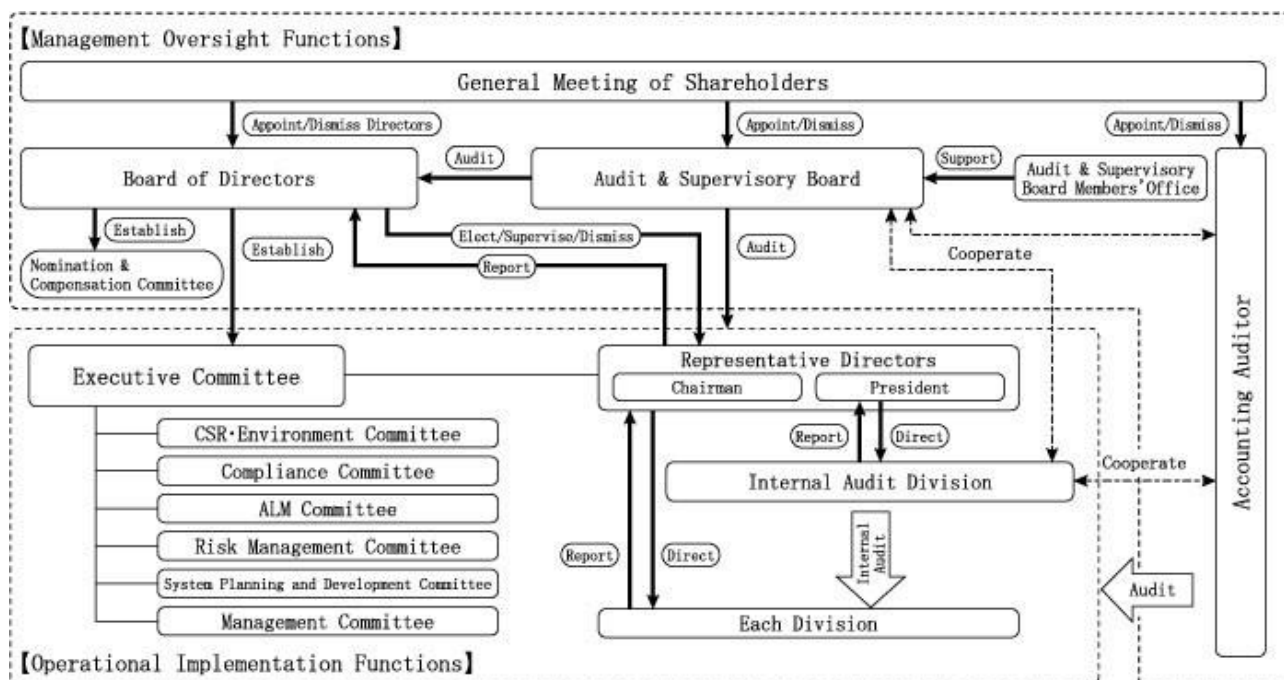 【Management Oversight Functions】
General Meeting of Shareholders
Appoint/Dismiss Directors
Appoint/Dismiss
Appoint/Dismiss
Board of Directors
Audit
Audit & Supervisory Board
Support
Audit & Supervisory
Board Members' Office
Establish
Establish
Elect/Supervise/Dismiss
Audit
Report
Cooperate
Nomination &
Compensation Committee
Accounting Auditor
Executive Committee
Representative Directors
Chairman
President
CSR・Environment Committee
Report
Direct
Compliance Committee
Cooperate
Internal Audit Division
ALM Committee
Risk Management Committee
Report
Direct
Internal
Audit
System Planning and Development Committee
Audit
Management Committee
Each Division
【Operational Implementation Functions】